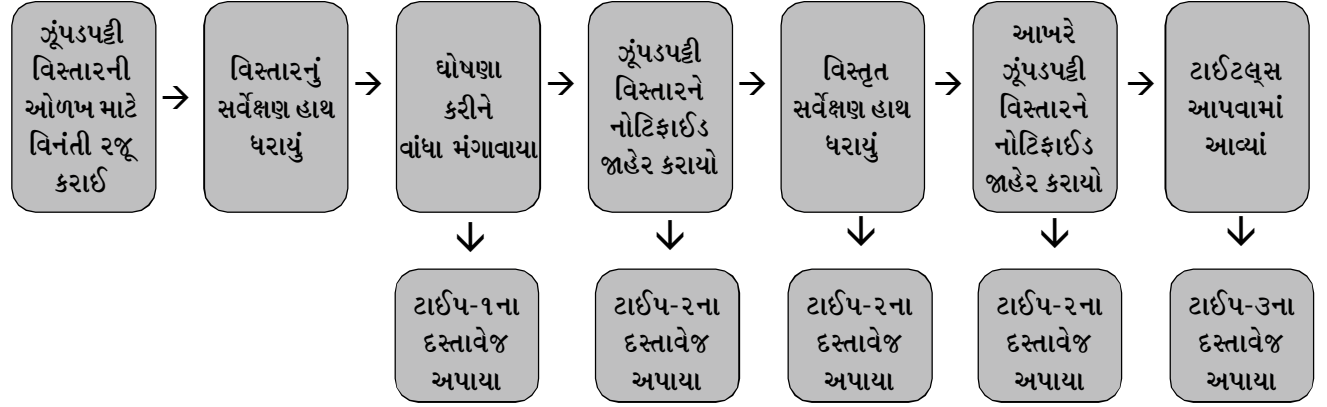 ઝૂંપડપટ્ટી
વિસ્તારની
ઓળખ માટે
વિનંતી રજૂ
કરાઈ
→
વિસ્તારનું
સર્વેક્ષણ હાથ
ધરાયું
→
ઘોષણા
કરીને
વાંધા મંગાવાયા
→
ઝૂંપડપટ્ટી
વિસ્તારને
નોટિફાઈડ
જાહેર કરાયો
→
વિસ્તૃત
સર્વેક્ષણ હાથ
ધરાયું
→
આખરે
ઝૂંપડપટ્ટી
વિસ્તારને
નોટિફાઈડ
જાહેર કરાયો
→
ટાઈટલ્સ
આપવામાં
આવ્યાં
ટાઈપ-૧ના
દસ્તાવેજ
અપાયા
ટાઈપ-૨ના
દસ્તાવેજ
અપાયા
ટાઈપ-૨ના
દસ્તાવેજ
અપાયા
ટાઈપ-૨ના
દસ્તાવેજ
અપાયા
ટાઈપ-૩ના
દસ્તાવેજ
અપાયા